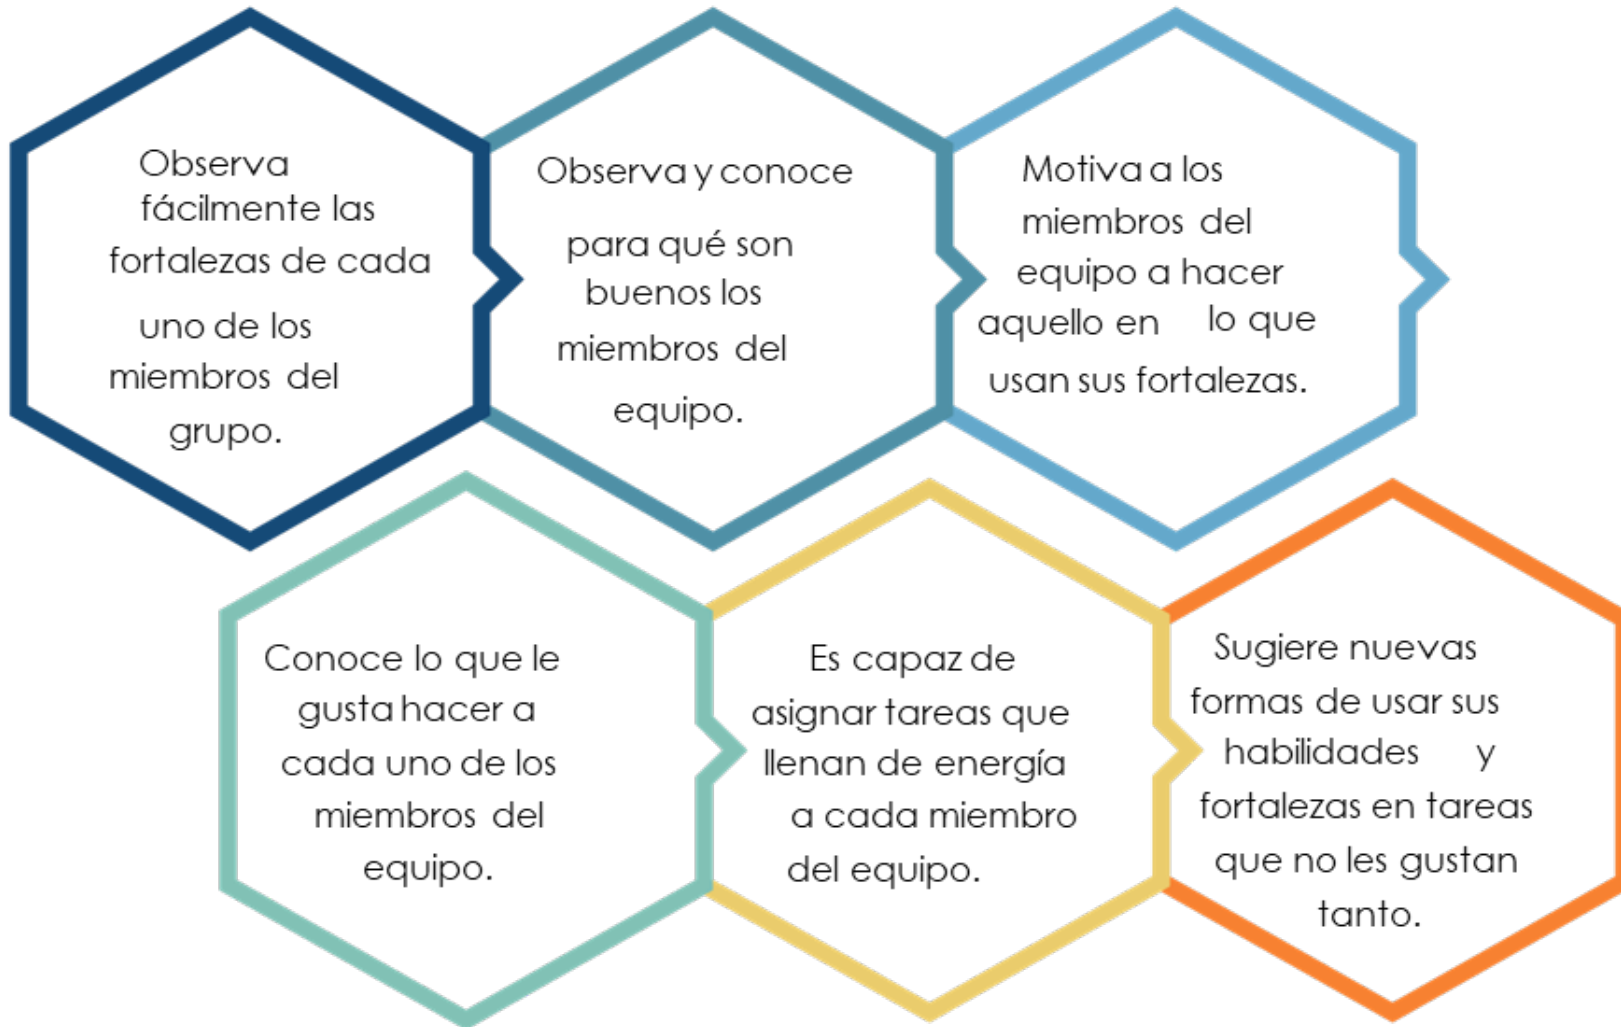 Observa
fácilmente las
fortalezas de cada
uno de los
miembros del
grupo.
Observa y conoce
para qué son
buenos los
miembros del
equipo.
Motiva a los
miembros del
equipo a hacer
aquello en lo que
usan sus fortalezas.
Conoce lo que le
gusta hacer a
cada uno de los
miembros del
equipo.
Es capaz de
asignar tareas que
llenan de energía
a cada miembro
del equipo.
Sugiere nuevas
formas de usar sus
habilidades y
fortalezas en tareas
que no les gustan
tanto.